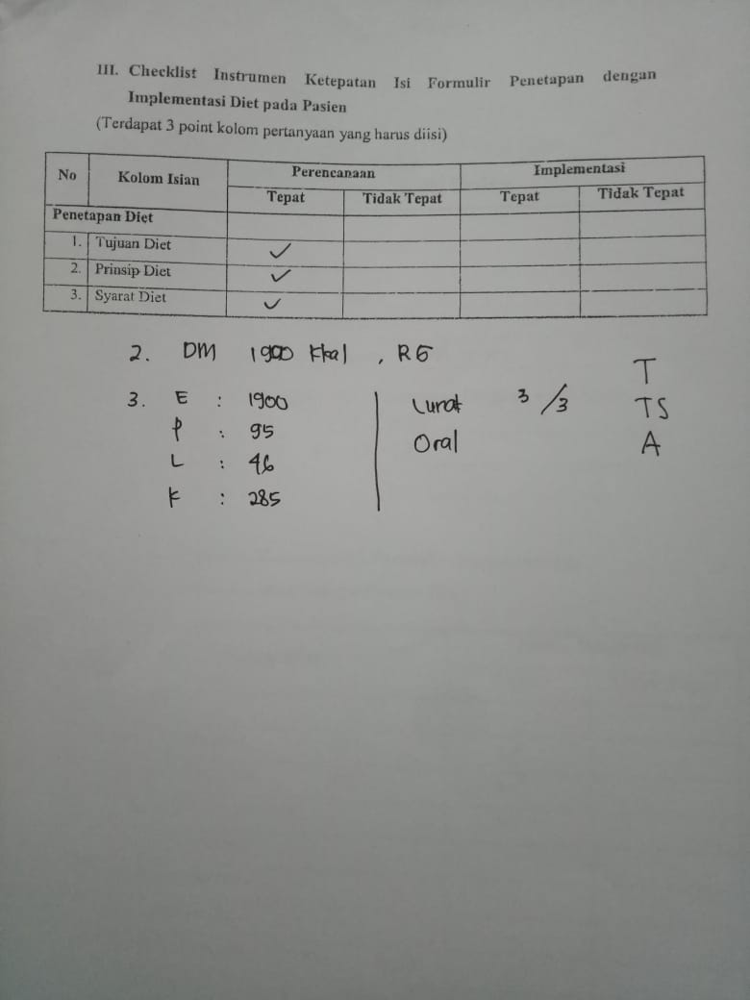 III. Checklist Instrumen Ketepatan Isi Formulir Penetapan dengan
Implementasi Diet pada Pasien
(Terdapat 3 point kolom pertanyaan yang harus diisi)
No Kolom Isian Perencanaan Implementasi
Tepat Tidak Tepat Tepat Tidak Tepat
Penetapan Diet
1. Tujuan Diet ✓
2. Prinsip Diet ✓
3. Syarat Diet ✓
2. DM 1900 kkal, RG
T
3. E : 1900 Lunak 3/3 TS
P : 95 Oral A
L : 46
K : 285